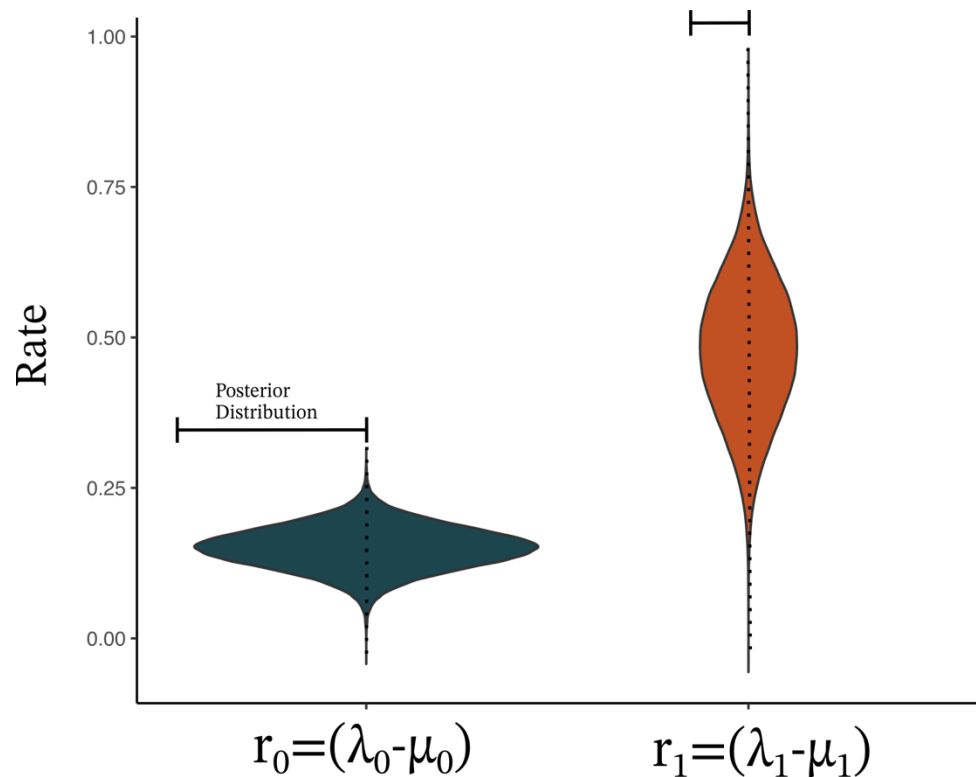 1.00
0.75
Rate
0.50
Posterior
Distribution
0.25
0.00
r₀=(λ₀-μ₀)
r₁=(λ₁-μ₁)